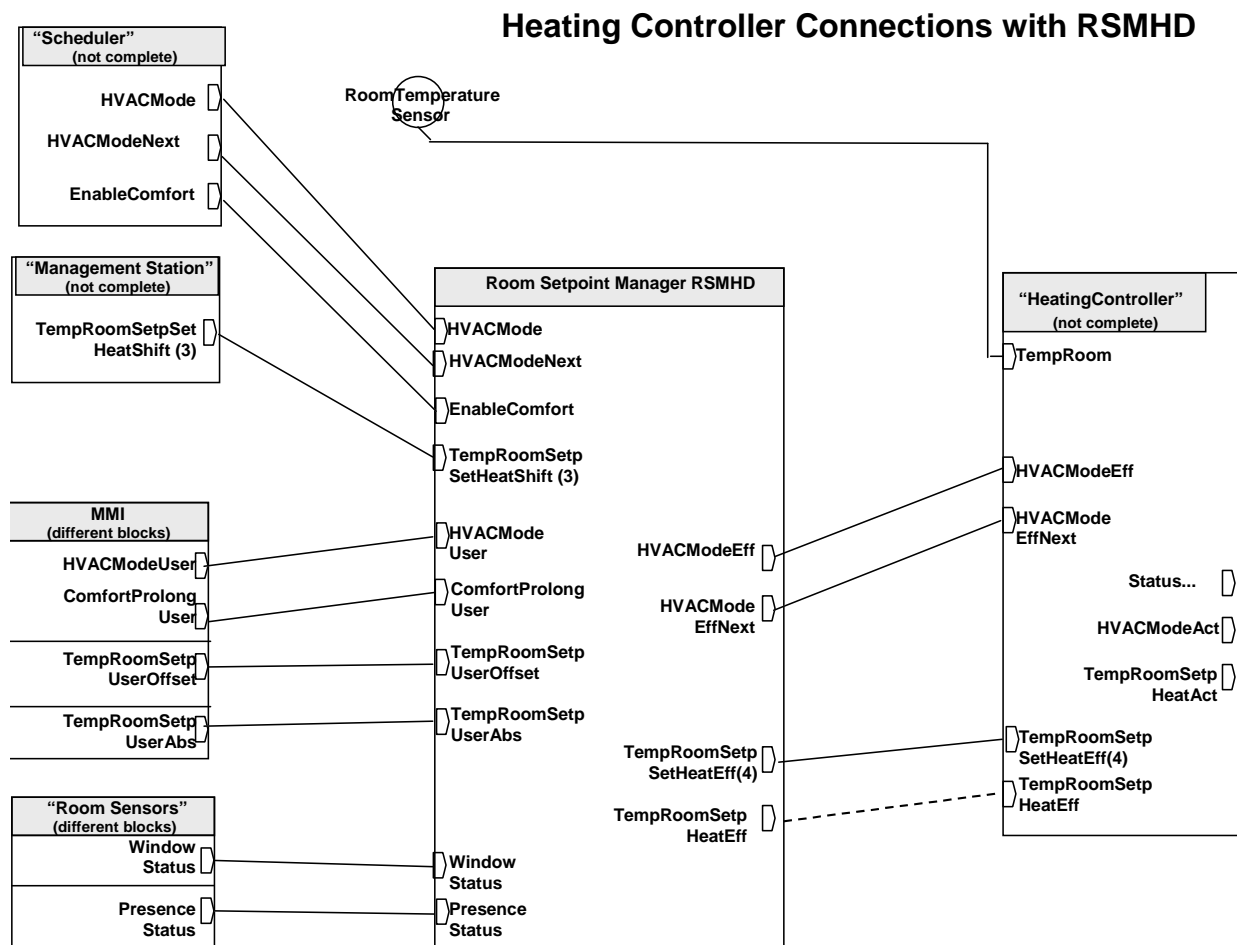 Heating Controller Connections with RSMHD
“Scheduler”
(not complete)
HVACMode
HVACModeNext
EnableComfort
RoomTemperature
Sensor
“Management Station”
(not complete)
TempRoomSetpSet
HeatShift (3)
MMI
(different blocks)
HVACModeUser
ComfortProlong
User
TempRoomSetp
UserOffset
TempRoomSetp
UserAbs
“Room Sensors”
(different blocks)
Window
Status
Presence
Status
Room Setpoint Manager RSMHD
HVACMode
HVACModeNext
EnableComfort
TempRoomSetp
SetHeatShift (3)
HVACMode
User
ComfortProlong
User
TempRoomSetp
UserOffset
TempRoomSetp
UserAbs
Window
Status
Presence
Status
HVACModeEff
HVACMode
EffNext
TempRoomSetp
SetHeatEff(4)
TempRoomSetp
HeatEff
“HeatingController”
(not complete)
TempRoom
HVACModeEff
HVACMode
EffNext
Status...
HVACModeAct
TempRoomSetp
HeatAct
TempRoomSetp
SetHeatEff(4)
TempRoomSetp
HeatEff